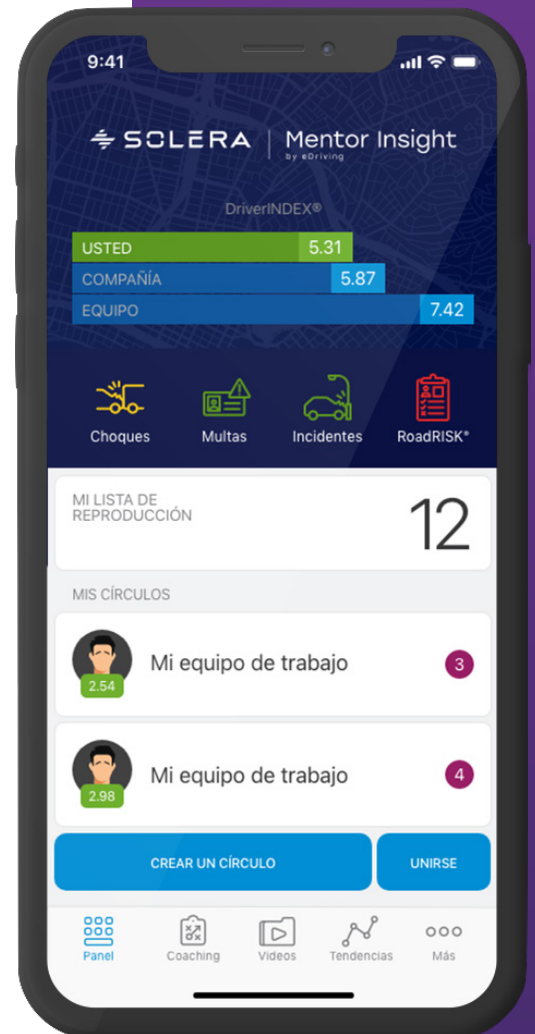 9:41
SOLERA | Mentor Insight
by eDriving
DriverINDEX®
USTED 5.31
COMPAÑÍA 5.87
EQUIPO 7.42
Choques Multas Incidentes RoadRISK®
MI LISTA DE
REPRODUCCIÓN
12
MIS CÍRCULOS
Mi equipo de trabajo 3
2.54
Mi equipo de trabajo 4
2.98
CREAR UN CÍRCULO UNIRSE
Panel Coaching Videos Tendencias Más